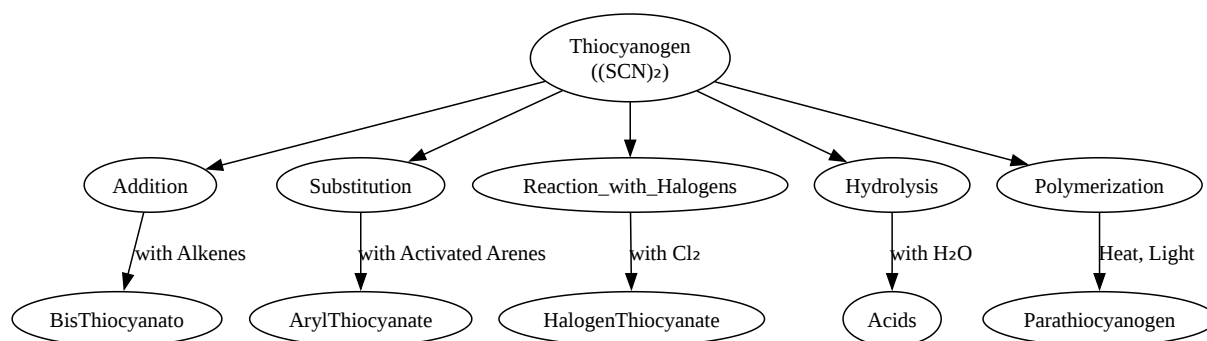 Thiocyanogen
((SCN)₂)
Addition
Substitution
Reaction_with_Halogens
Hydrolysis
Polymerization
with Alkenes
with Activated Arenes
with Cl₂
with H₂O
Heat, Light
BisThiocyanato
ArylThiocyanate
HalogenThiocyanate
Acids
Parathiocyanogen